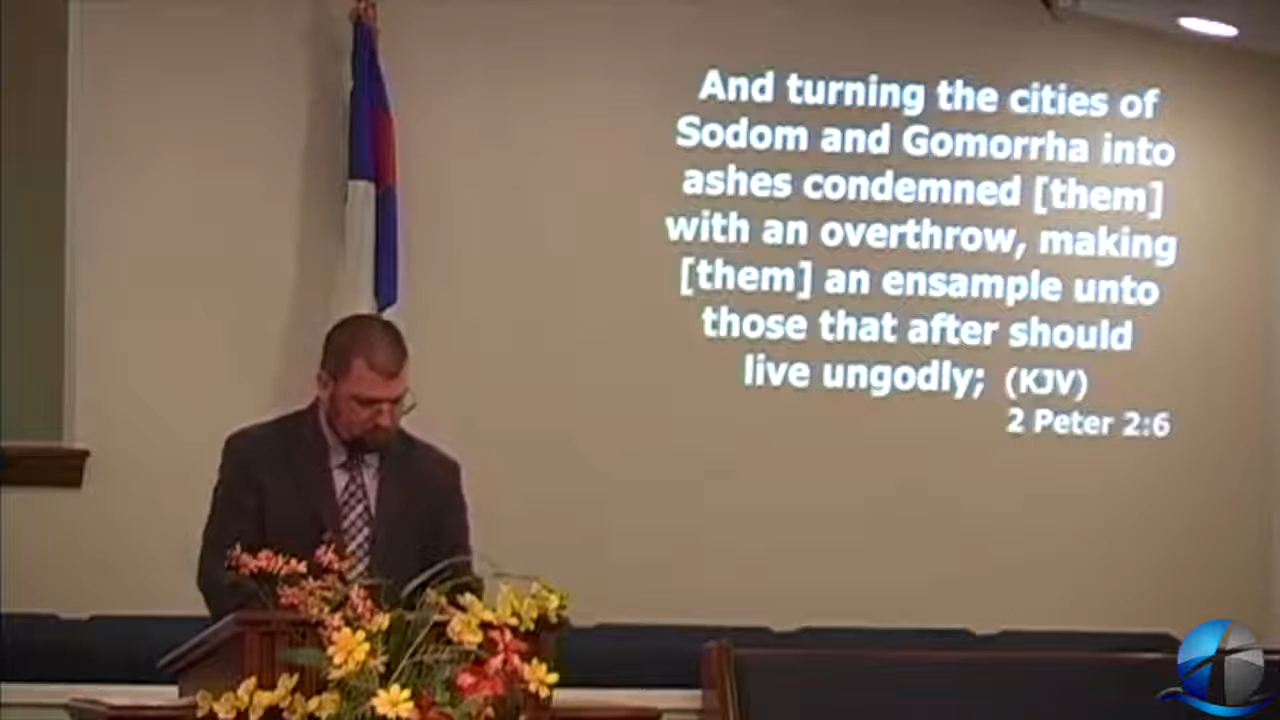 And turning the cities of
Sodom and Gomorrha into
ashes condemned [them]
with an overthrow, making
[them] an ensample unto
those that after should
live ungodly; (KJV)
2 Peter 2:6